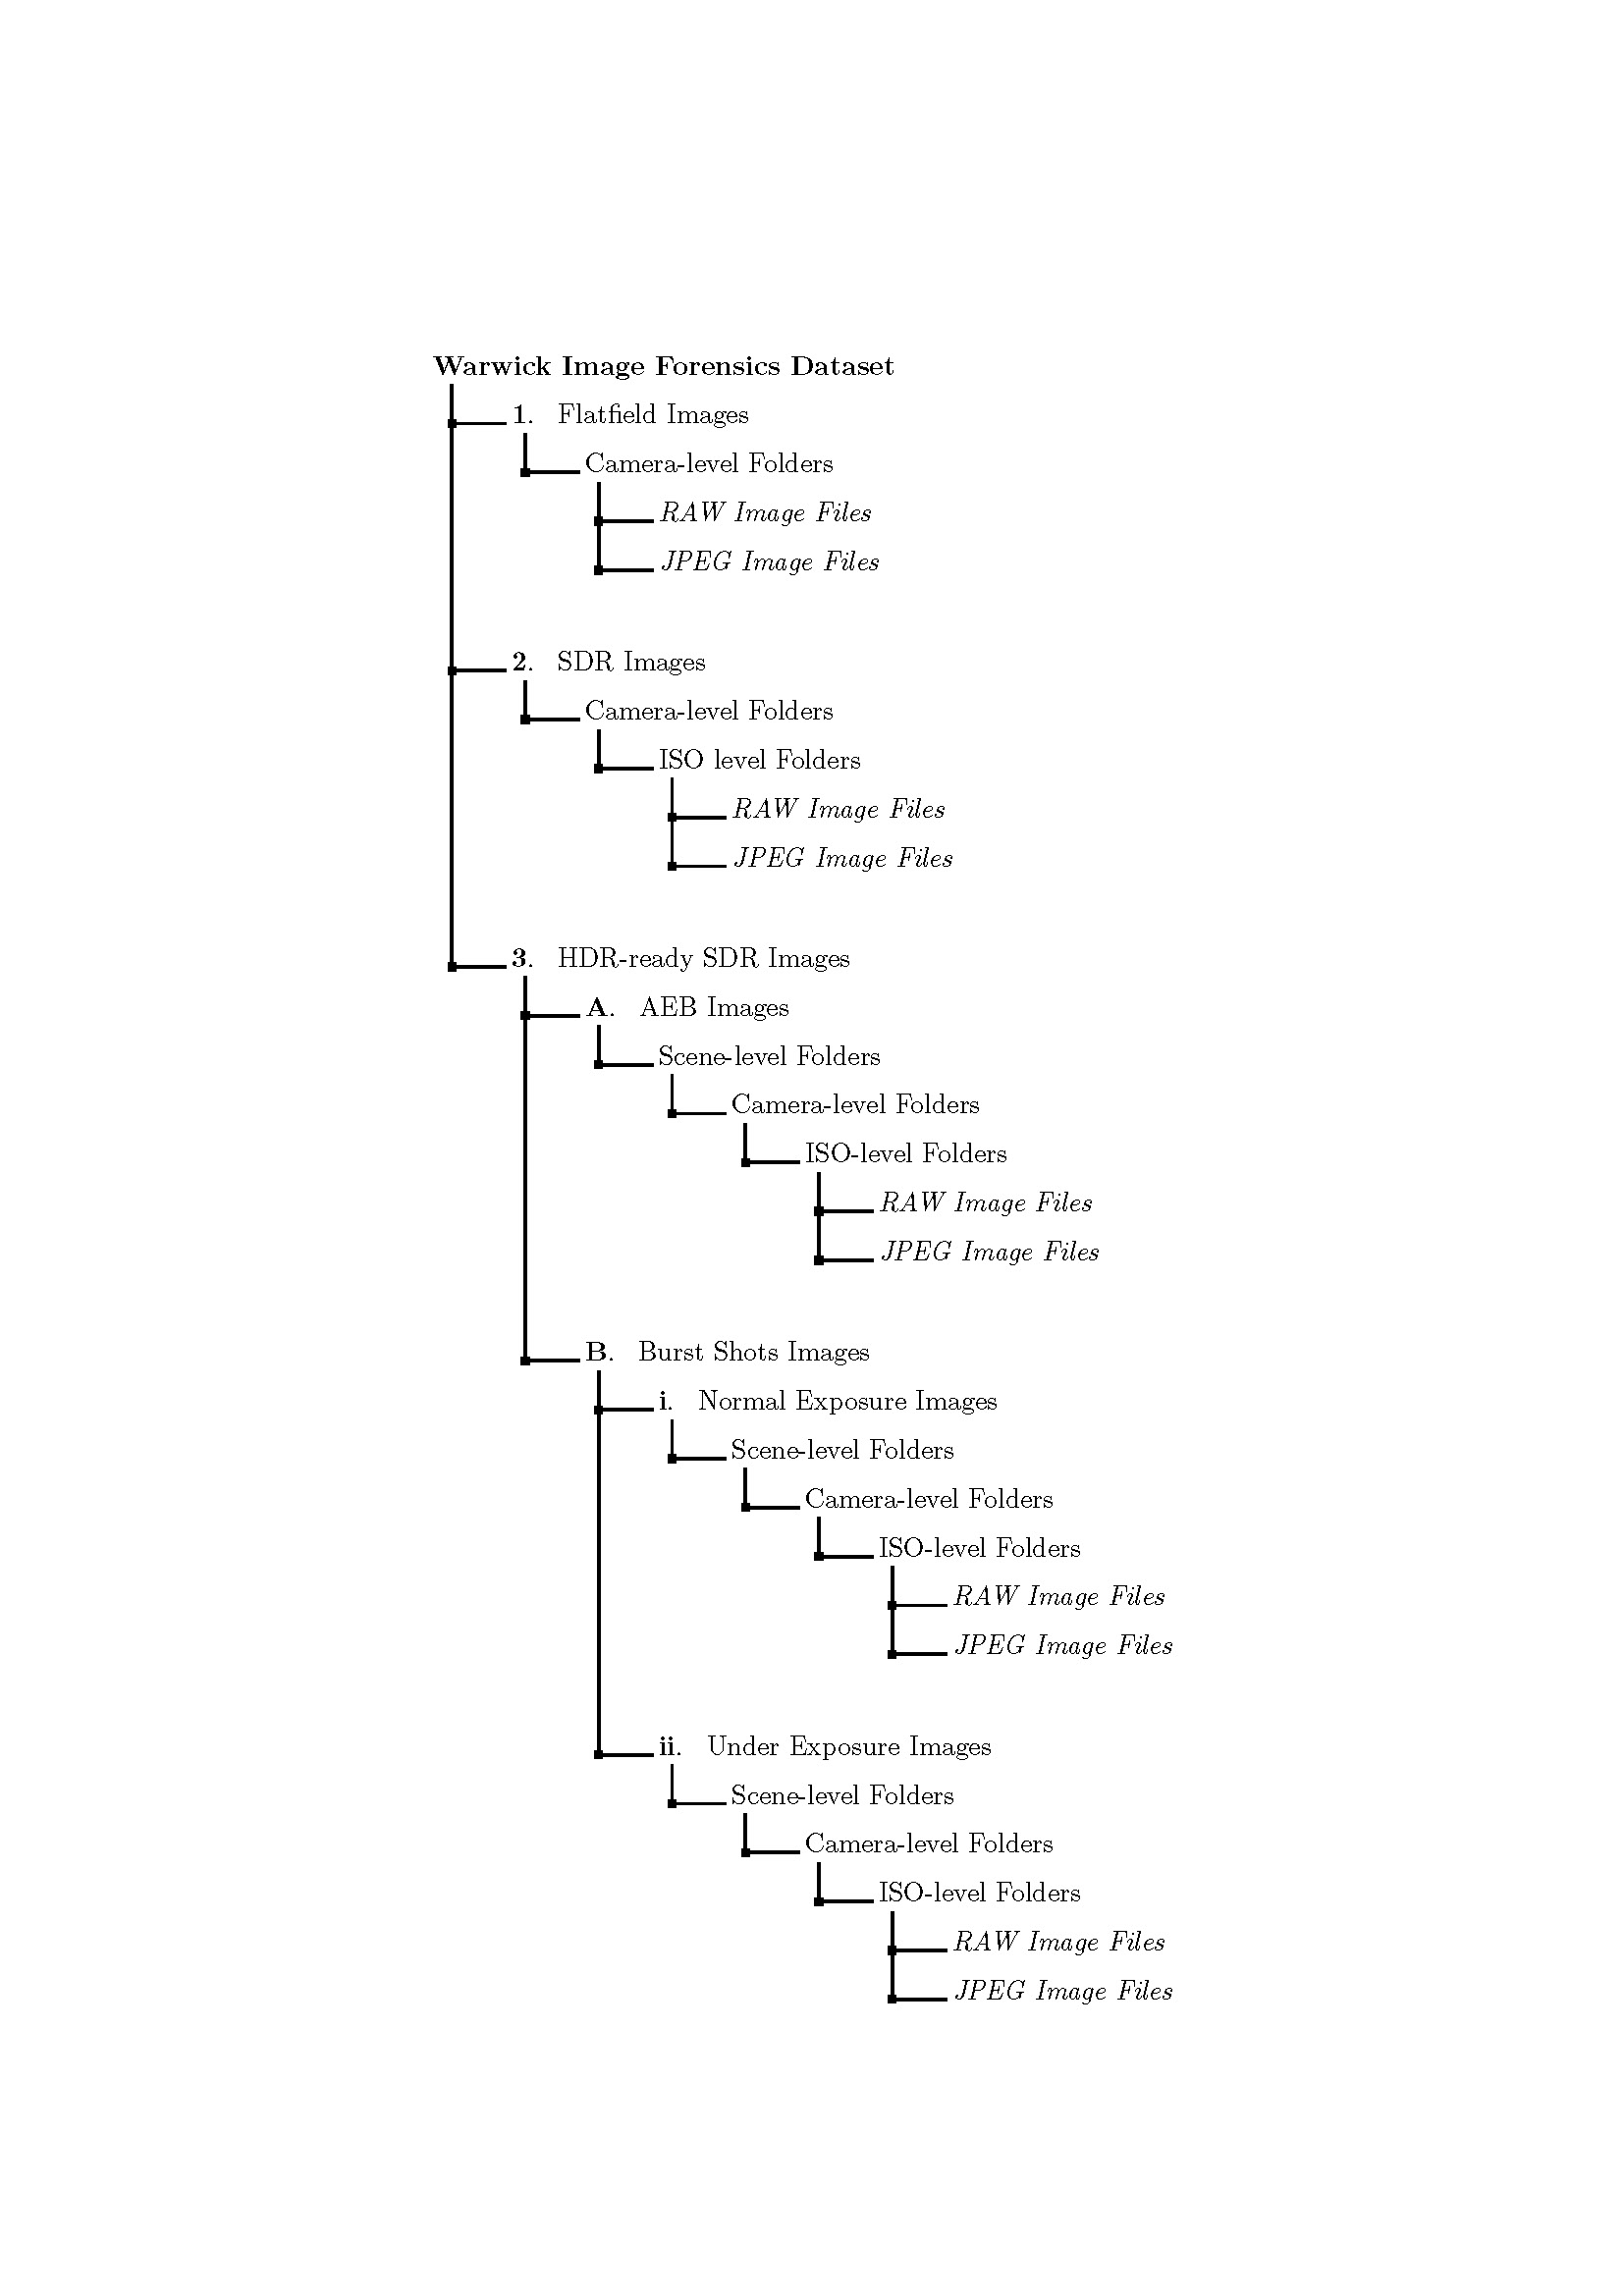 Warwick Image Forensics Dataset
1. Flatfield Images
Camera-level Folders
RAW Image Files
JPEG Image Files
2. SDR Images
Camera-level Folders
ISO level Folders
RAW Image Files
JPEG Image Files
3. HDR-ready SDR Images
A. AEB Images
Scene-level Folders
Camera-level Folders
ISO-level Folders
RAW Image Files
JPEG Image Files
B. Burst Shots Images
i. Normal Exposure Images
Scene-level Folders
Camera-level Folders
ISO-level Folders
RAW Image Files
JPEG Image Files
ii. Under Exposure Images
Scene-level Folders
Camera-level Folders
ISO-level Folders
RAW Image Files
JPEG Image Files